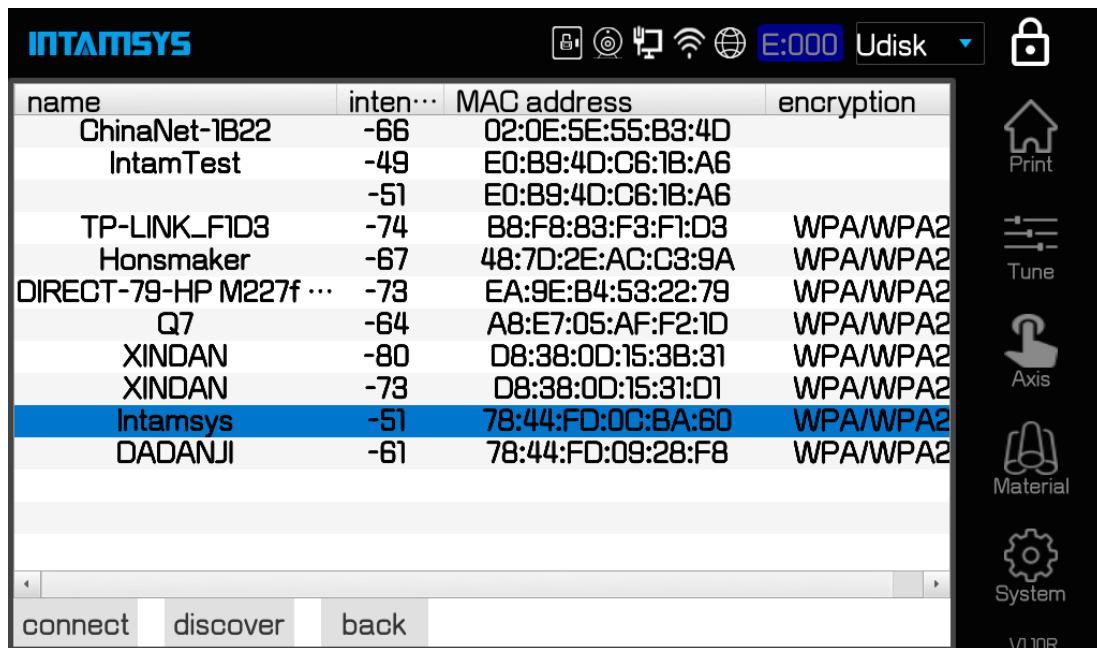 INTAMSYS
E:000 Udisk
name inten··· MAC address encryption
ChinaNet-1B22 -66 02:0E:5E:55:B3:4D
IntamTest -49 E0:B9:4D:C6:1B:A6
-51 E0:B9:4D:C6:1B:A6
TP-LINK_F1D3 -74 B8:F8:83:F3:F1:D3 WPA/WPA2
Honsmaker -67 48:7D:2E:AC:C3:9A WPA/WPA2
DIRECT-79-HP M227f ··· -73 EA:9E:B4:53:22:79 WPA/WPA2
Q7 -64 A8:E7:05:AF:F2:1D WPA/WPA2
XINDAN -80 D8:38:0D:15:3B:31 WPA/WPA2
XINDAN -73 D8:38:0D:15:31:D1 WPA/WPA2
Intamsys -51 78:44:FD:0C:BA:60 WPA/WPA2
DADANJI -61 78:44:FD:09:28:F8 WPA/WPA2
connect discover back
Print
Tune
Axis
Material
System